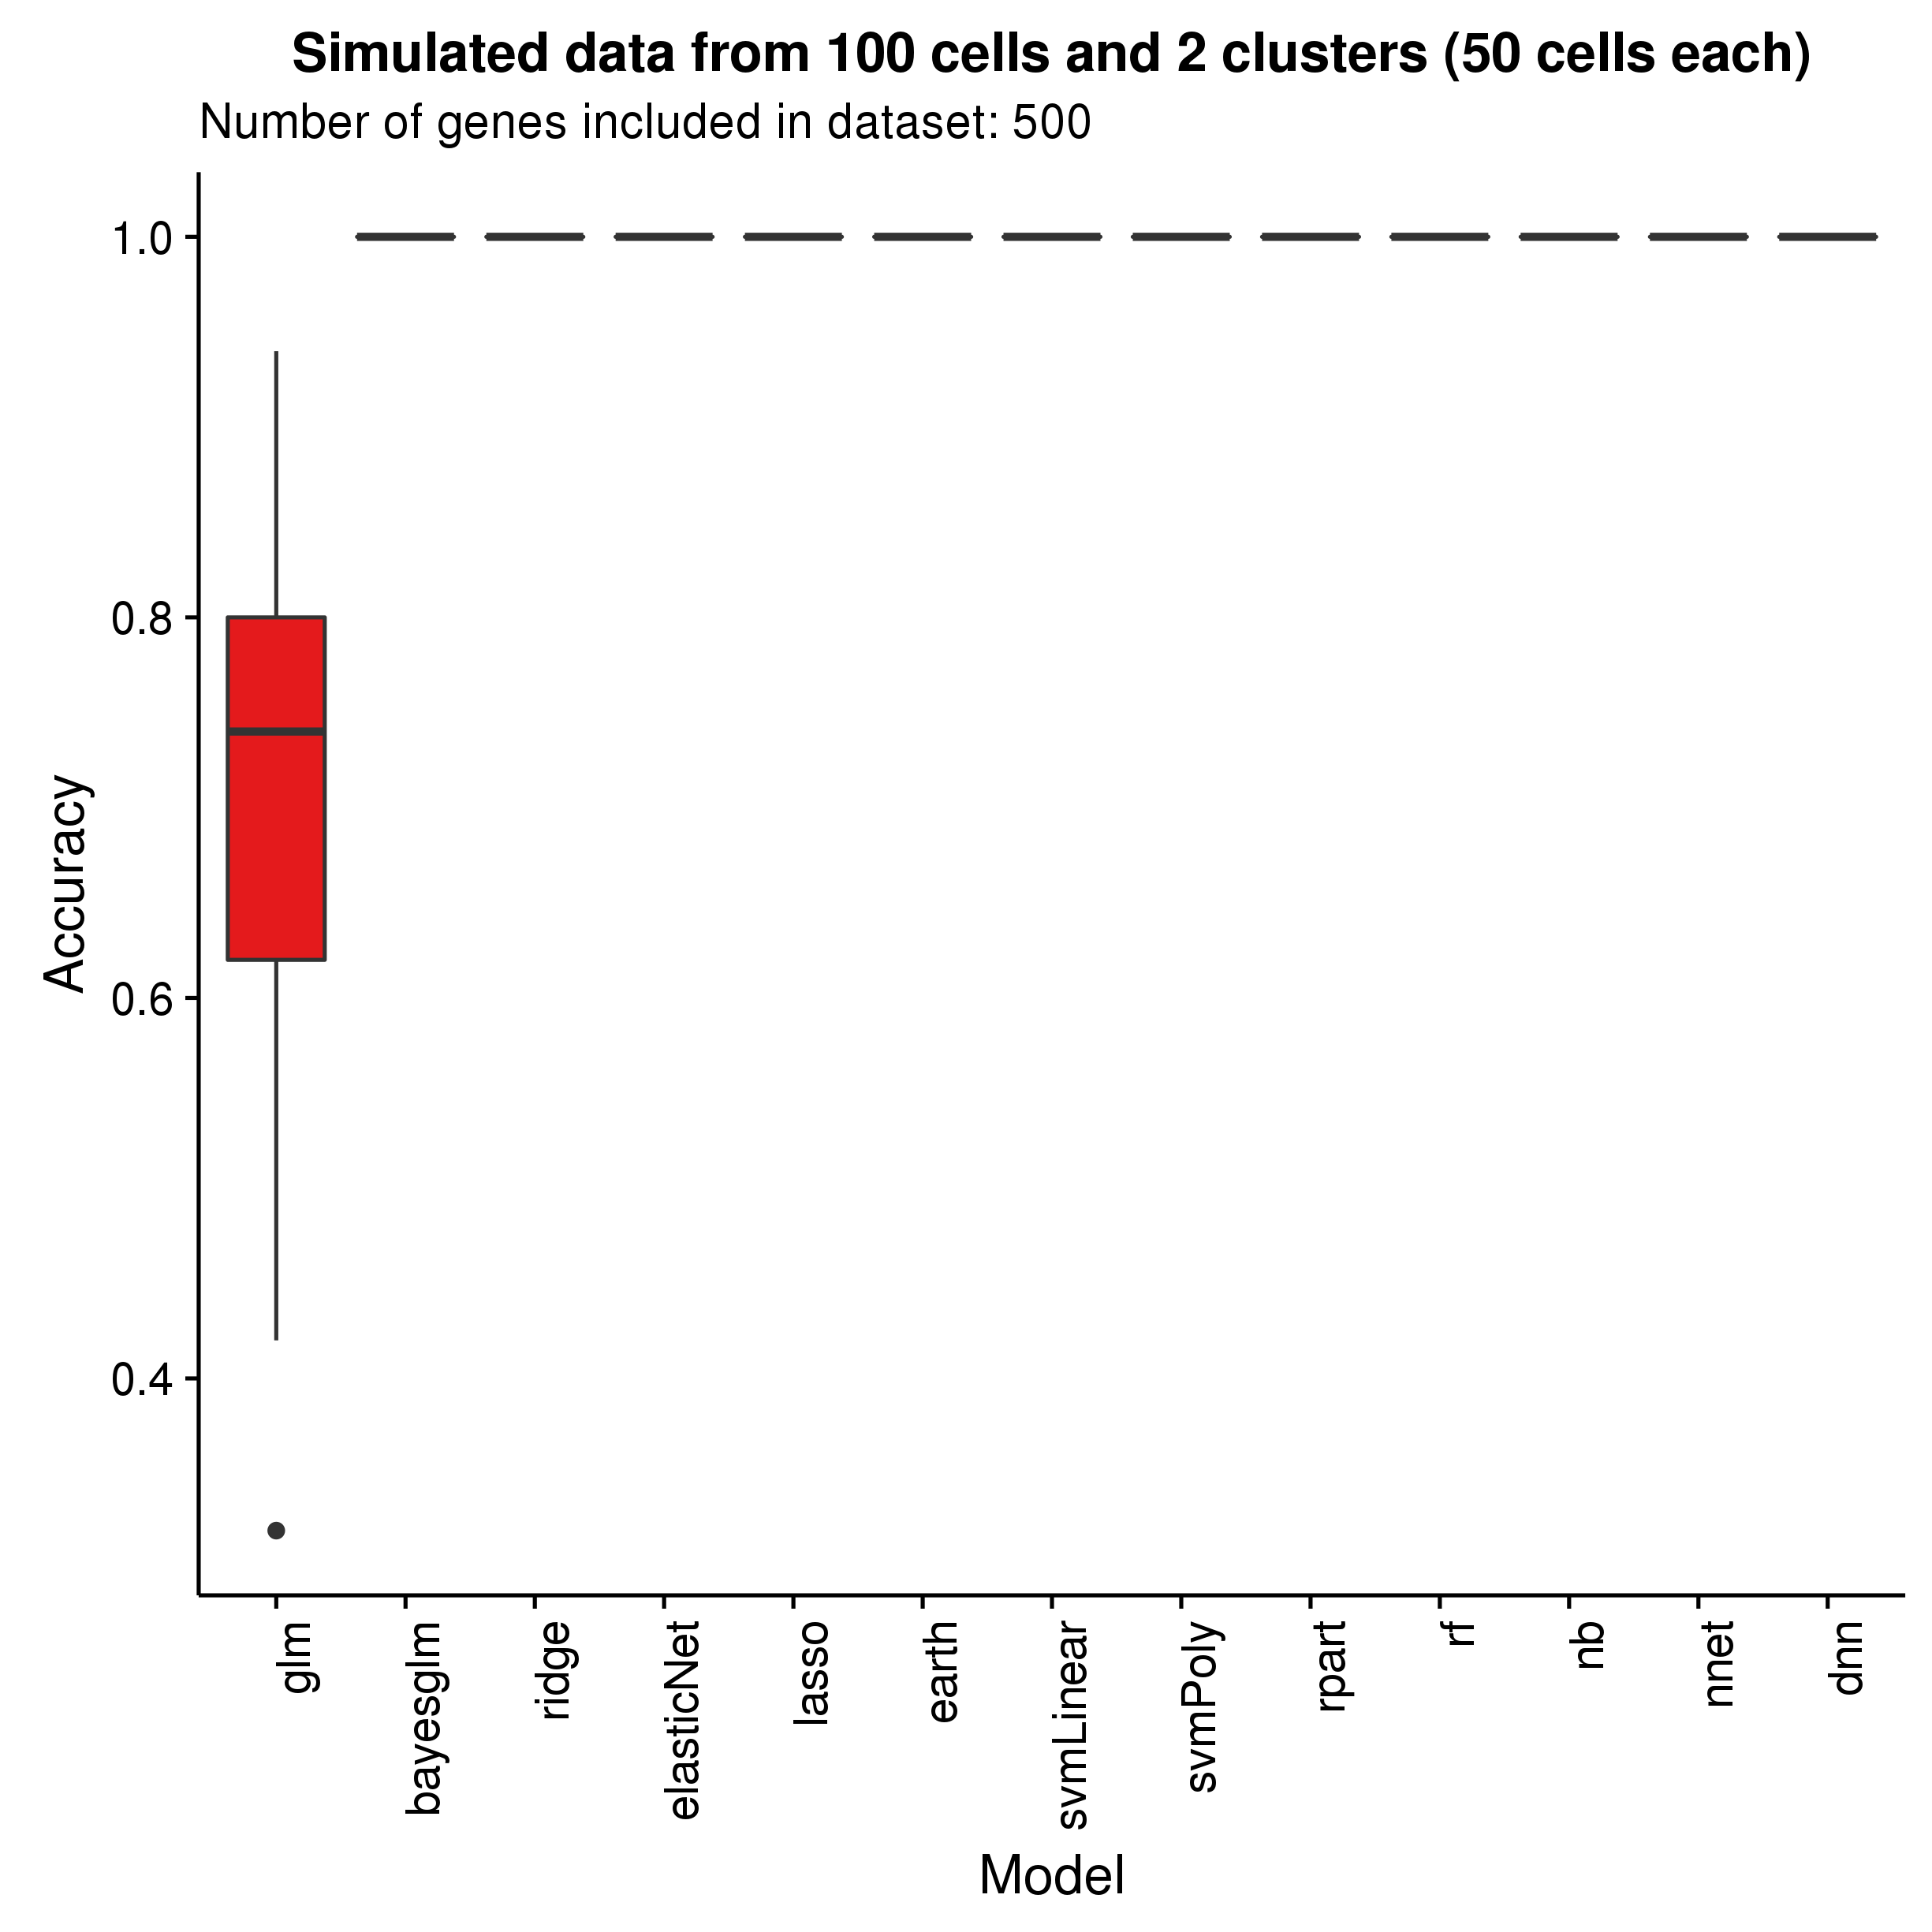 Simulated data from 100 cells and 2 clusters (50 cells each)
Number of genes included in dataset: 500
1.0
0.8
0.6
0.4
Accuracy
glm
bayesglm
ridge
elasticNet
lasso
earth
svmLinear
svmPoly
rpart
rf
nb
nnet
dnn
Model